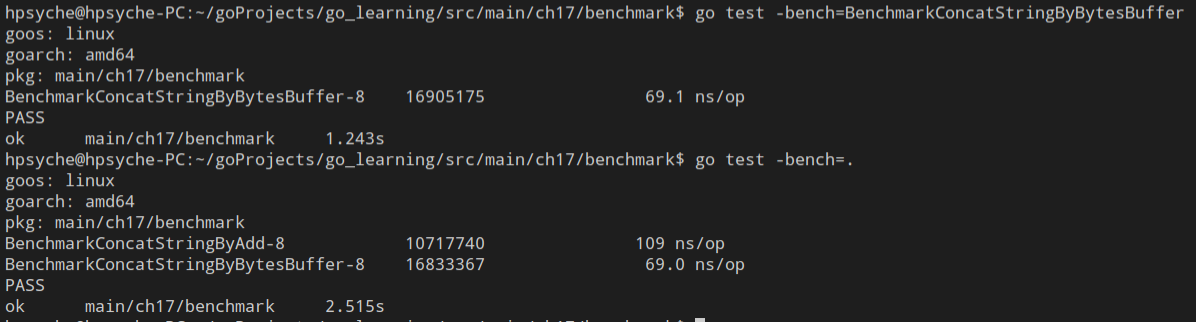 hpsyche@hpsyche-PC:~/goProjects/go_learning/src/main/ch17/benchmark$ go test -bench=BenchmarkConcatStringByBytesBuffer
goos: linux
goarch: amd64
pkg: main/ch17/benchmark
BenchmarkConcatStringByBytesBuffer-8    16905175                69.1 ns/op
PASS
ok      main/ch17/benchmark     1.243s
hpsyche@hpsyche-PC:~/goProjects/go_learning/src/main/ch17/benchmark$ go test -bench=.
goos: linux
goarch: amd64
pkg: main/ch17/benchmark
BenchmarkConcatStringByAdd-8            10717740               109 ns/op
BenchmarkConcatStringByBytesBuffer-8    16833367                69.0 ns/op
PASS
ok      main/ch17/benchmark     2.515s